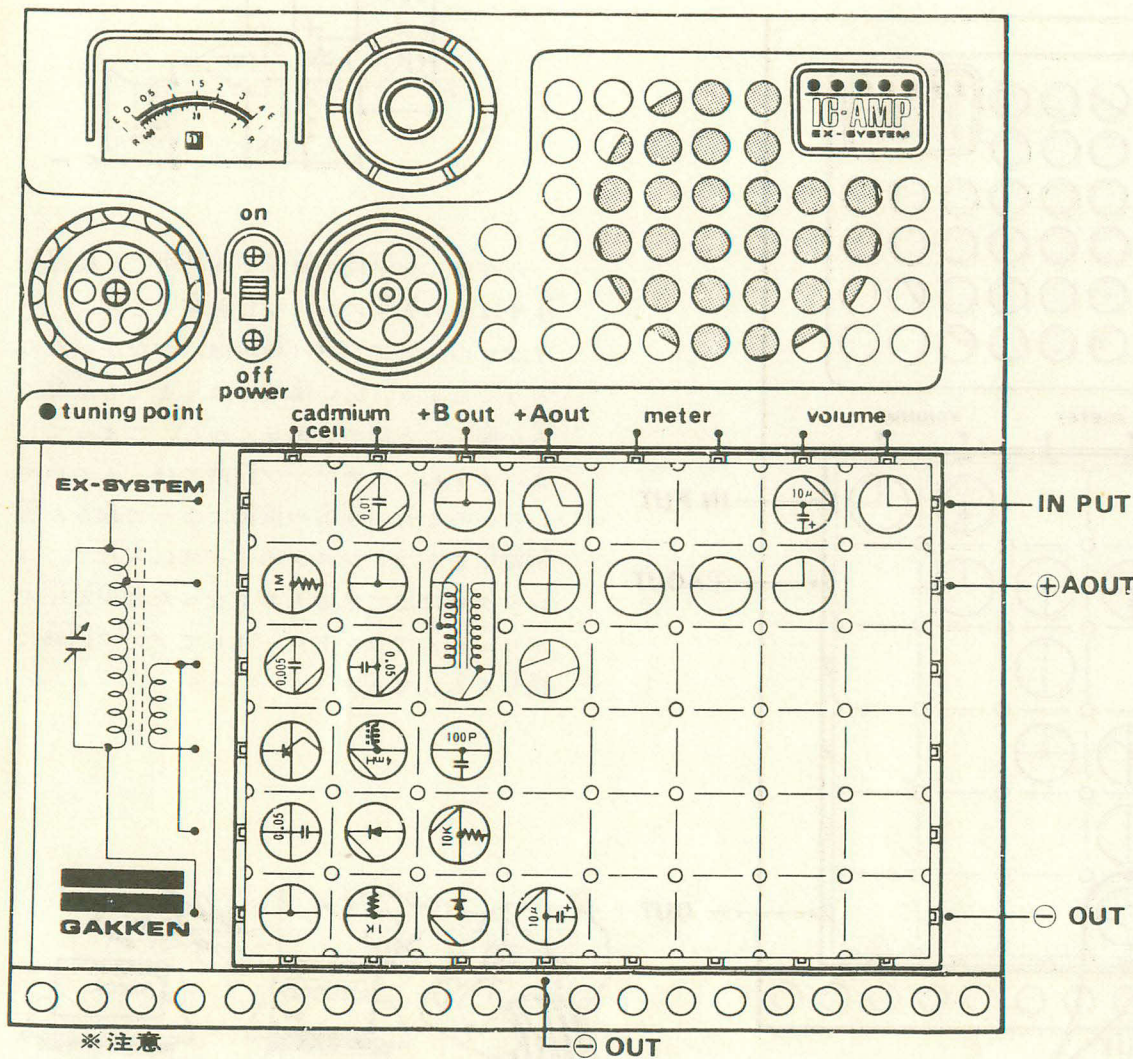 IC-AMP
EX-SYSTEM
on
off
power
tuning point
cadmium cell
+B out
+Aout
meter
volume
EX-SYSTEM
0.01
10μ
+
IN PUT
1M
⊕AOUT
0.005
0.05
4mH
100P
0.05
10K
1K
10μ
+
⊖ OUT
GAKKEN
※注意
⊖ OUT